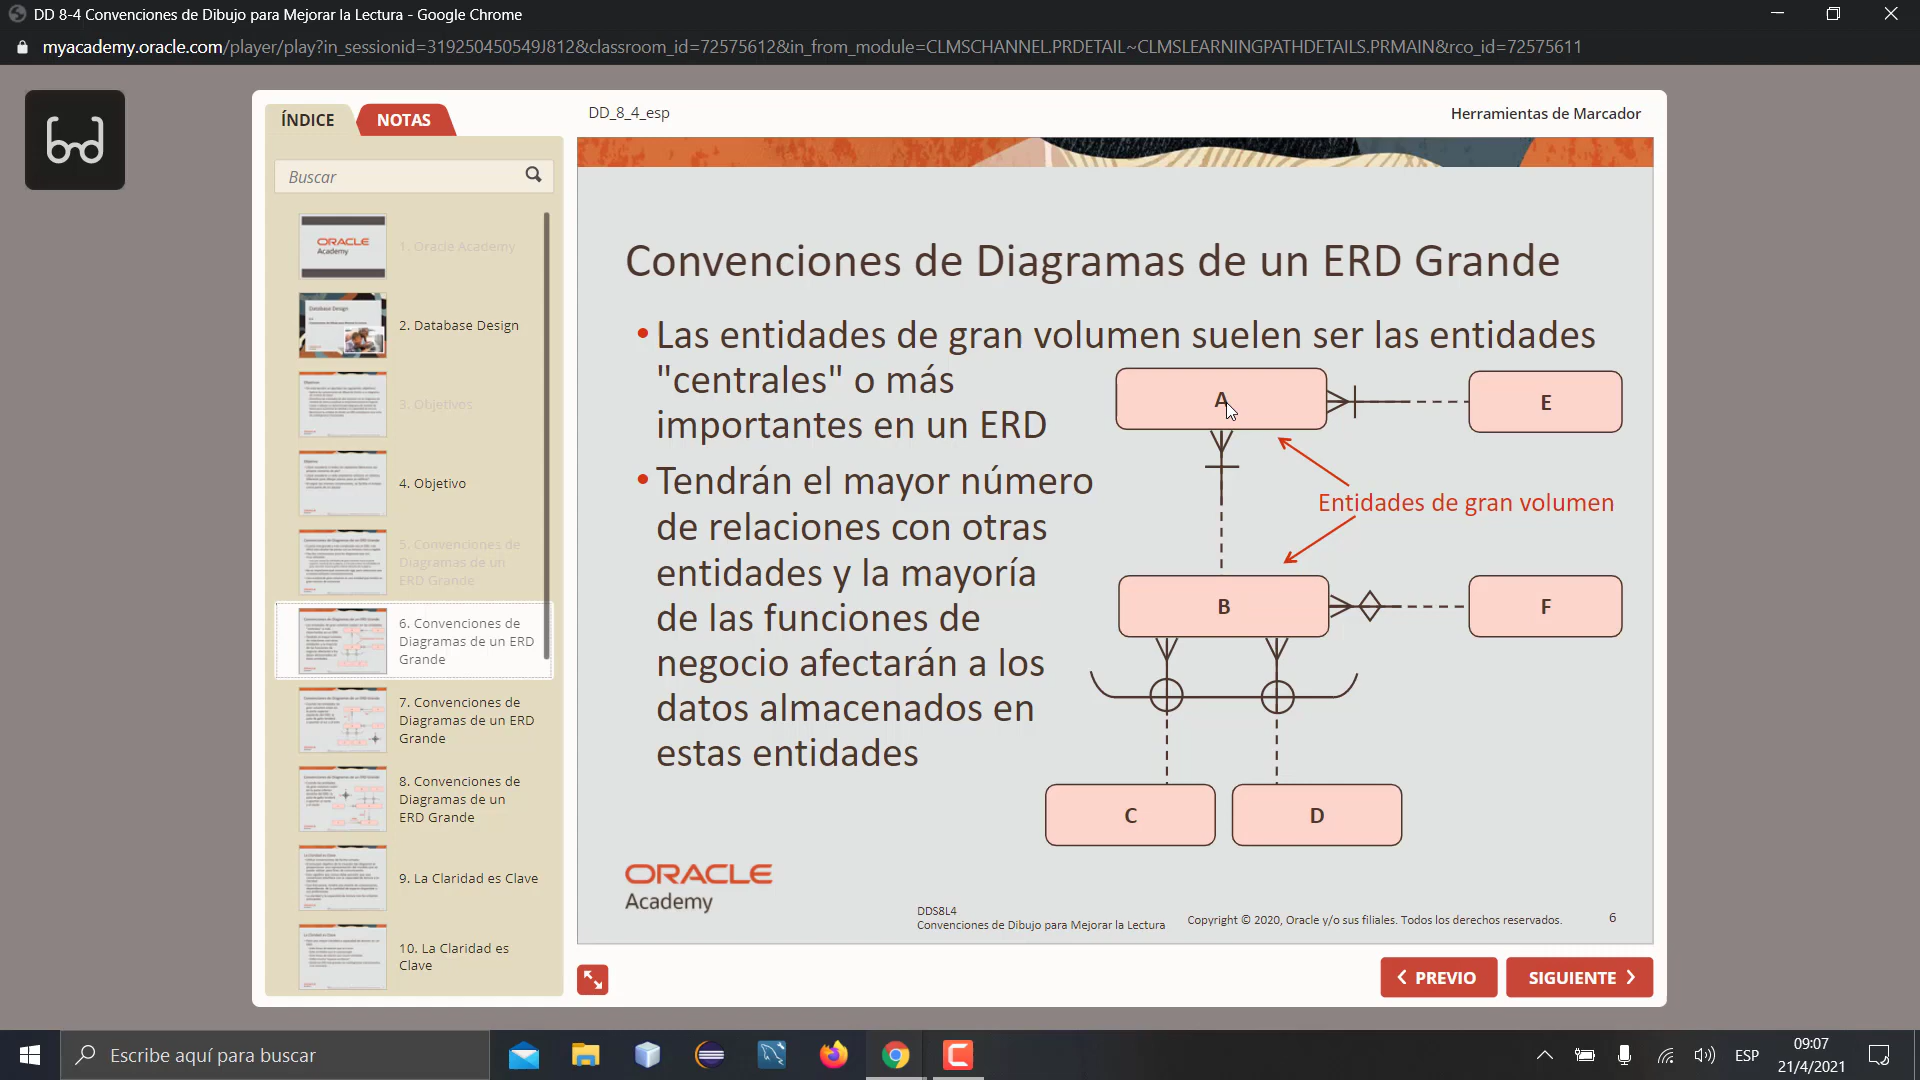 DD 8-4 Convenciones de Dibujo para Mejorar la Lectura - Google Chrome
myacademy.oracle.com/player/play?in_sessionid=319250450549J812&classroom_id=72575612&in_from_module=CLMSCHANNEL.PRDETAIL~CLMSLEARNINGPATHDETAILS.PRMAIN&rco_id=72575611
ÍNDICE
NOTAS
DD_8_4_esp
Herramientas de Marcador
Buscar
ORACLE
Academy
1. Oracle Academy
Database Design
2. Database Design
3. Objetivos
4. Objetivo
5. Convenciones de
Diagramas de un
ERD Grande
6. Convenciones de
Diagramas de un ERD
Grande
7. Convenciones de
Diagramas de un ERD
Grande
8. Convenciones de
Diagramas de un
ERD Grande
9. La Claridad es Clave
10. La Claridad es
Clave
Convenciones de Diagramas de un ERD Grande
•Las entidades de gran volumen suelen ser las entidades
"centrales" o más
importantes en un ERD
•Tendrán el mayor número
de relaciones con otras
entidades y la mayoría
de las funciones de
negocio afectarán a los
datos almacenados en
estas entidades
A
E
Entidades de gran volumen
B
F
C
D
ORACLE
Academy
DDS8L4
Convenciones de Dibujo para Mejorar la Lectura
Copyright © 2020, Oracle y/o sus filiales. Todos los derechos reservados.
6
PREVIO
SIGUIENTE
Escribe aquí para buscar
ESP
09:07
21/4/2021